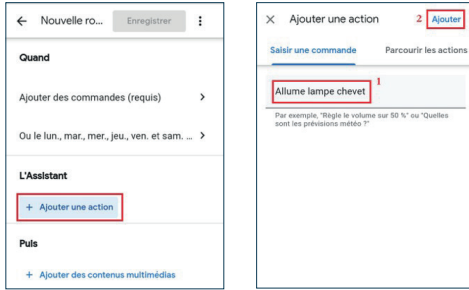 Nouvelle ro...
Enregistrer
Quand
Ajouter des commandes (requis)
Ou le lun., mar., mer., jeu., ven. et sam. ...
L'Assistant
+ Ajouter une action
Puis
+ Ajouter des contenus multimédias
Ajouter une action
2
Ajouter
Saisir une commande
Parcourir les actions
Allume lampe chevet
1
Par exemple, "Règle le volume sur 50 %" ou "Quelles
sont les prévisions météo ?"